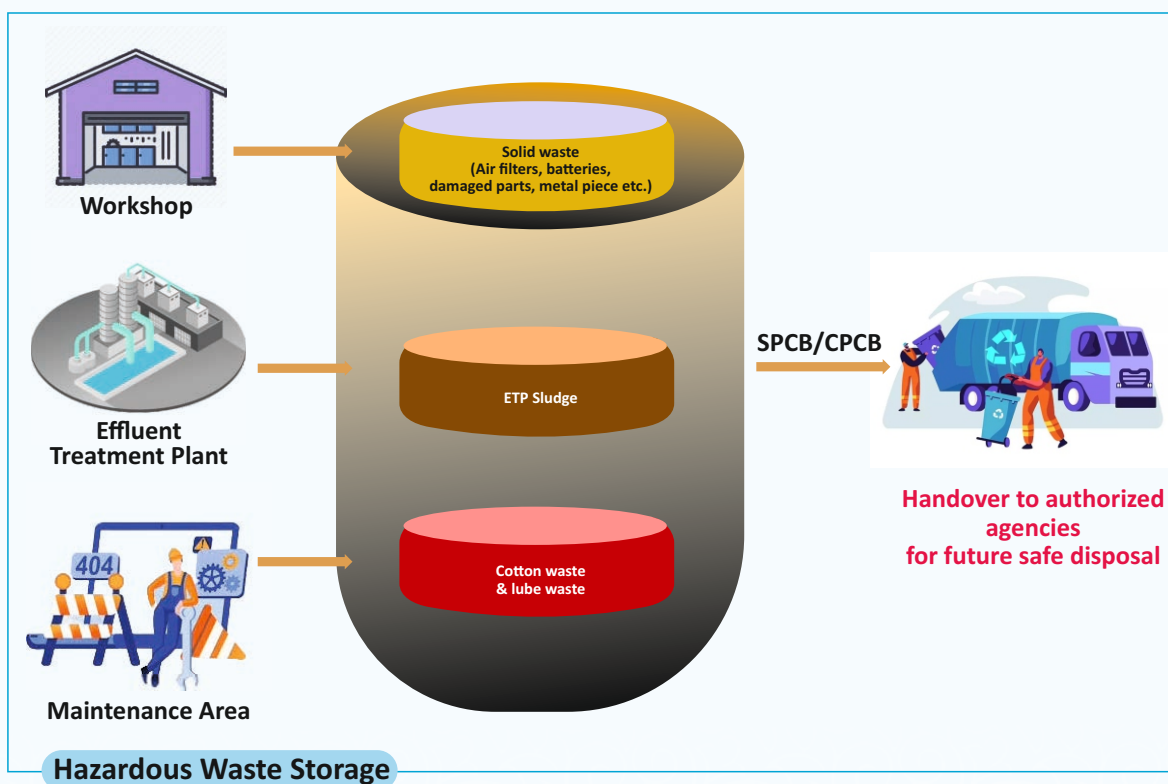 Workshop
Solid waste
(Air filters, batteries,
damaged parts, metal piece etc.)
Effluent
Treatment Plant
ETP Sludge
SPCB/CPCB
Handover to authorized
agencies
for future safe disposal
404
Maintenance Area
Cotton waste
& lube waste
Hazardous Waste Storage